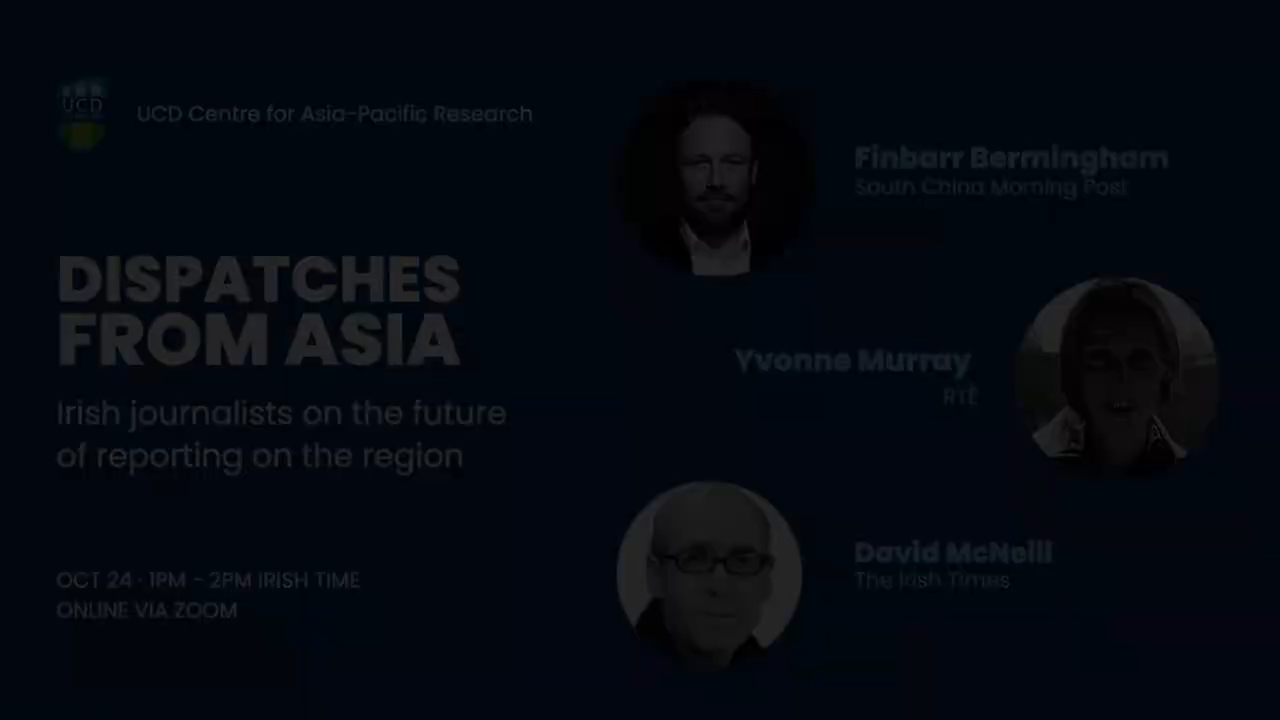 UCD
UCD Centre for Asia-Pacific Research
DISPATCHES
FROM ASIA
Irish journalists on the future
of reporting on the region
OCT 24 · 1PM - 2PM IRISH TIME
ONLINE VIA ZOOM
Finbarr Bermingham
South China Morning Post
Yvonne Murray
RTÉ
David McNeill
The Irish Times